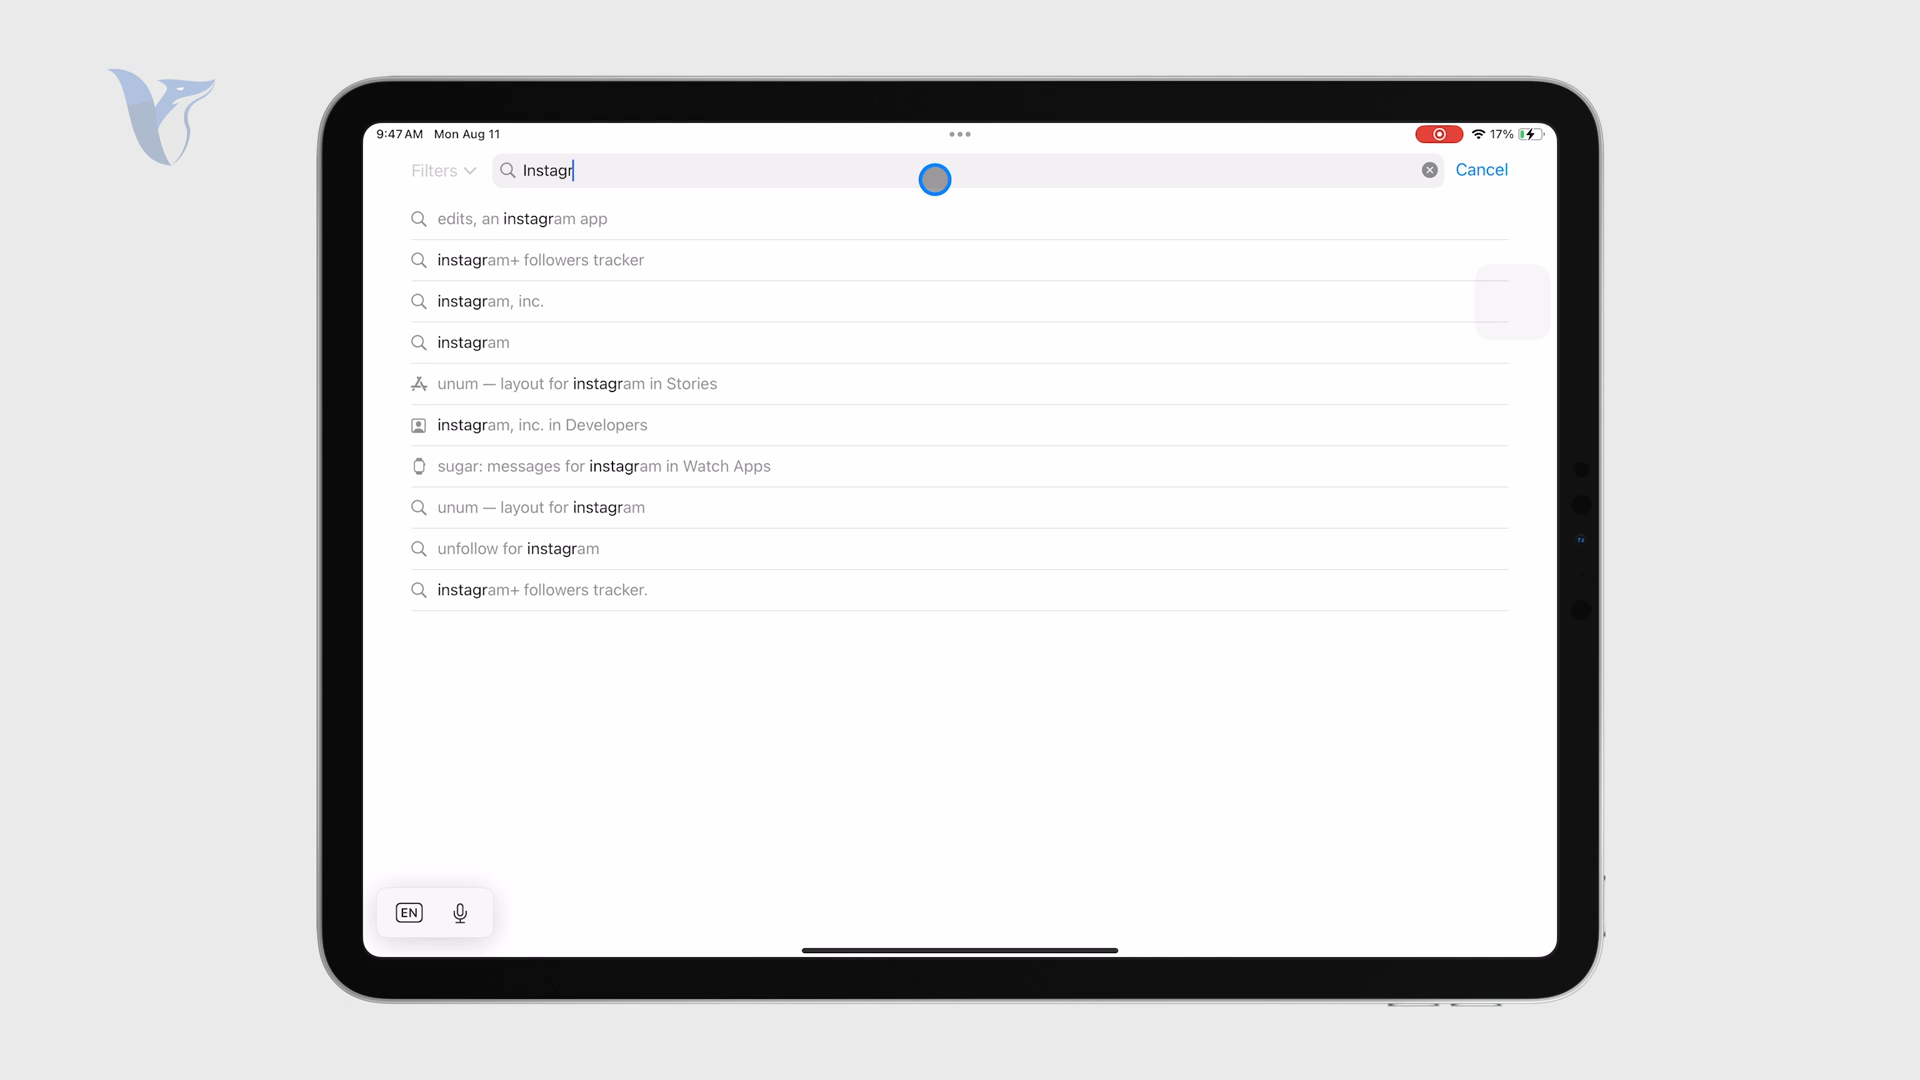 9:47 AM Mon Aug 11
17%
Filters
Instagr
Cancel
edits, an instagram app
instagram+ followers tracker
instagram, inc.
instagram
unum — layout for instagram in Stories
instagram, inc. in Developers
sugar: messages for instagram in Watch Apps
unum — layout for instagram
unfollow for instagram
instagram+ followers tracker.
EN